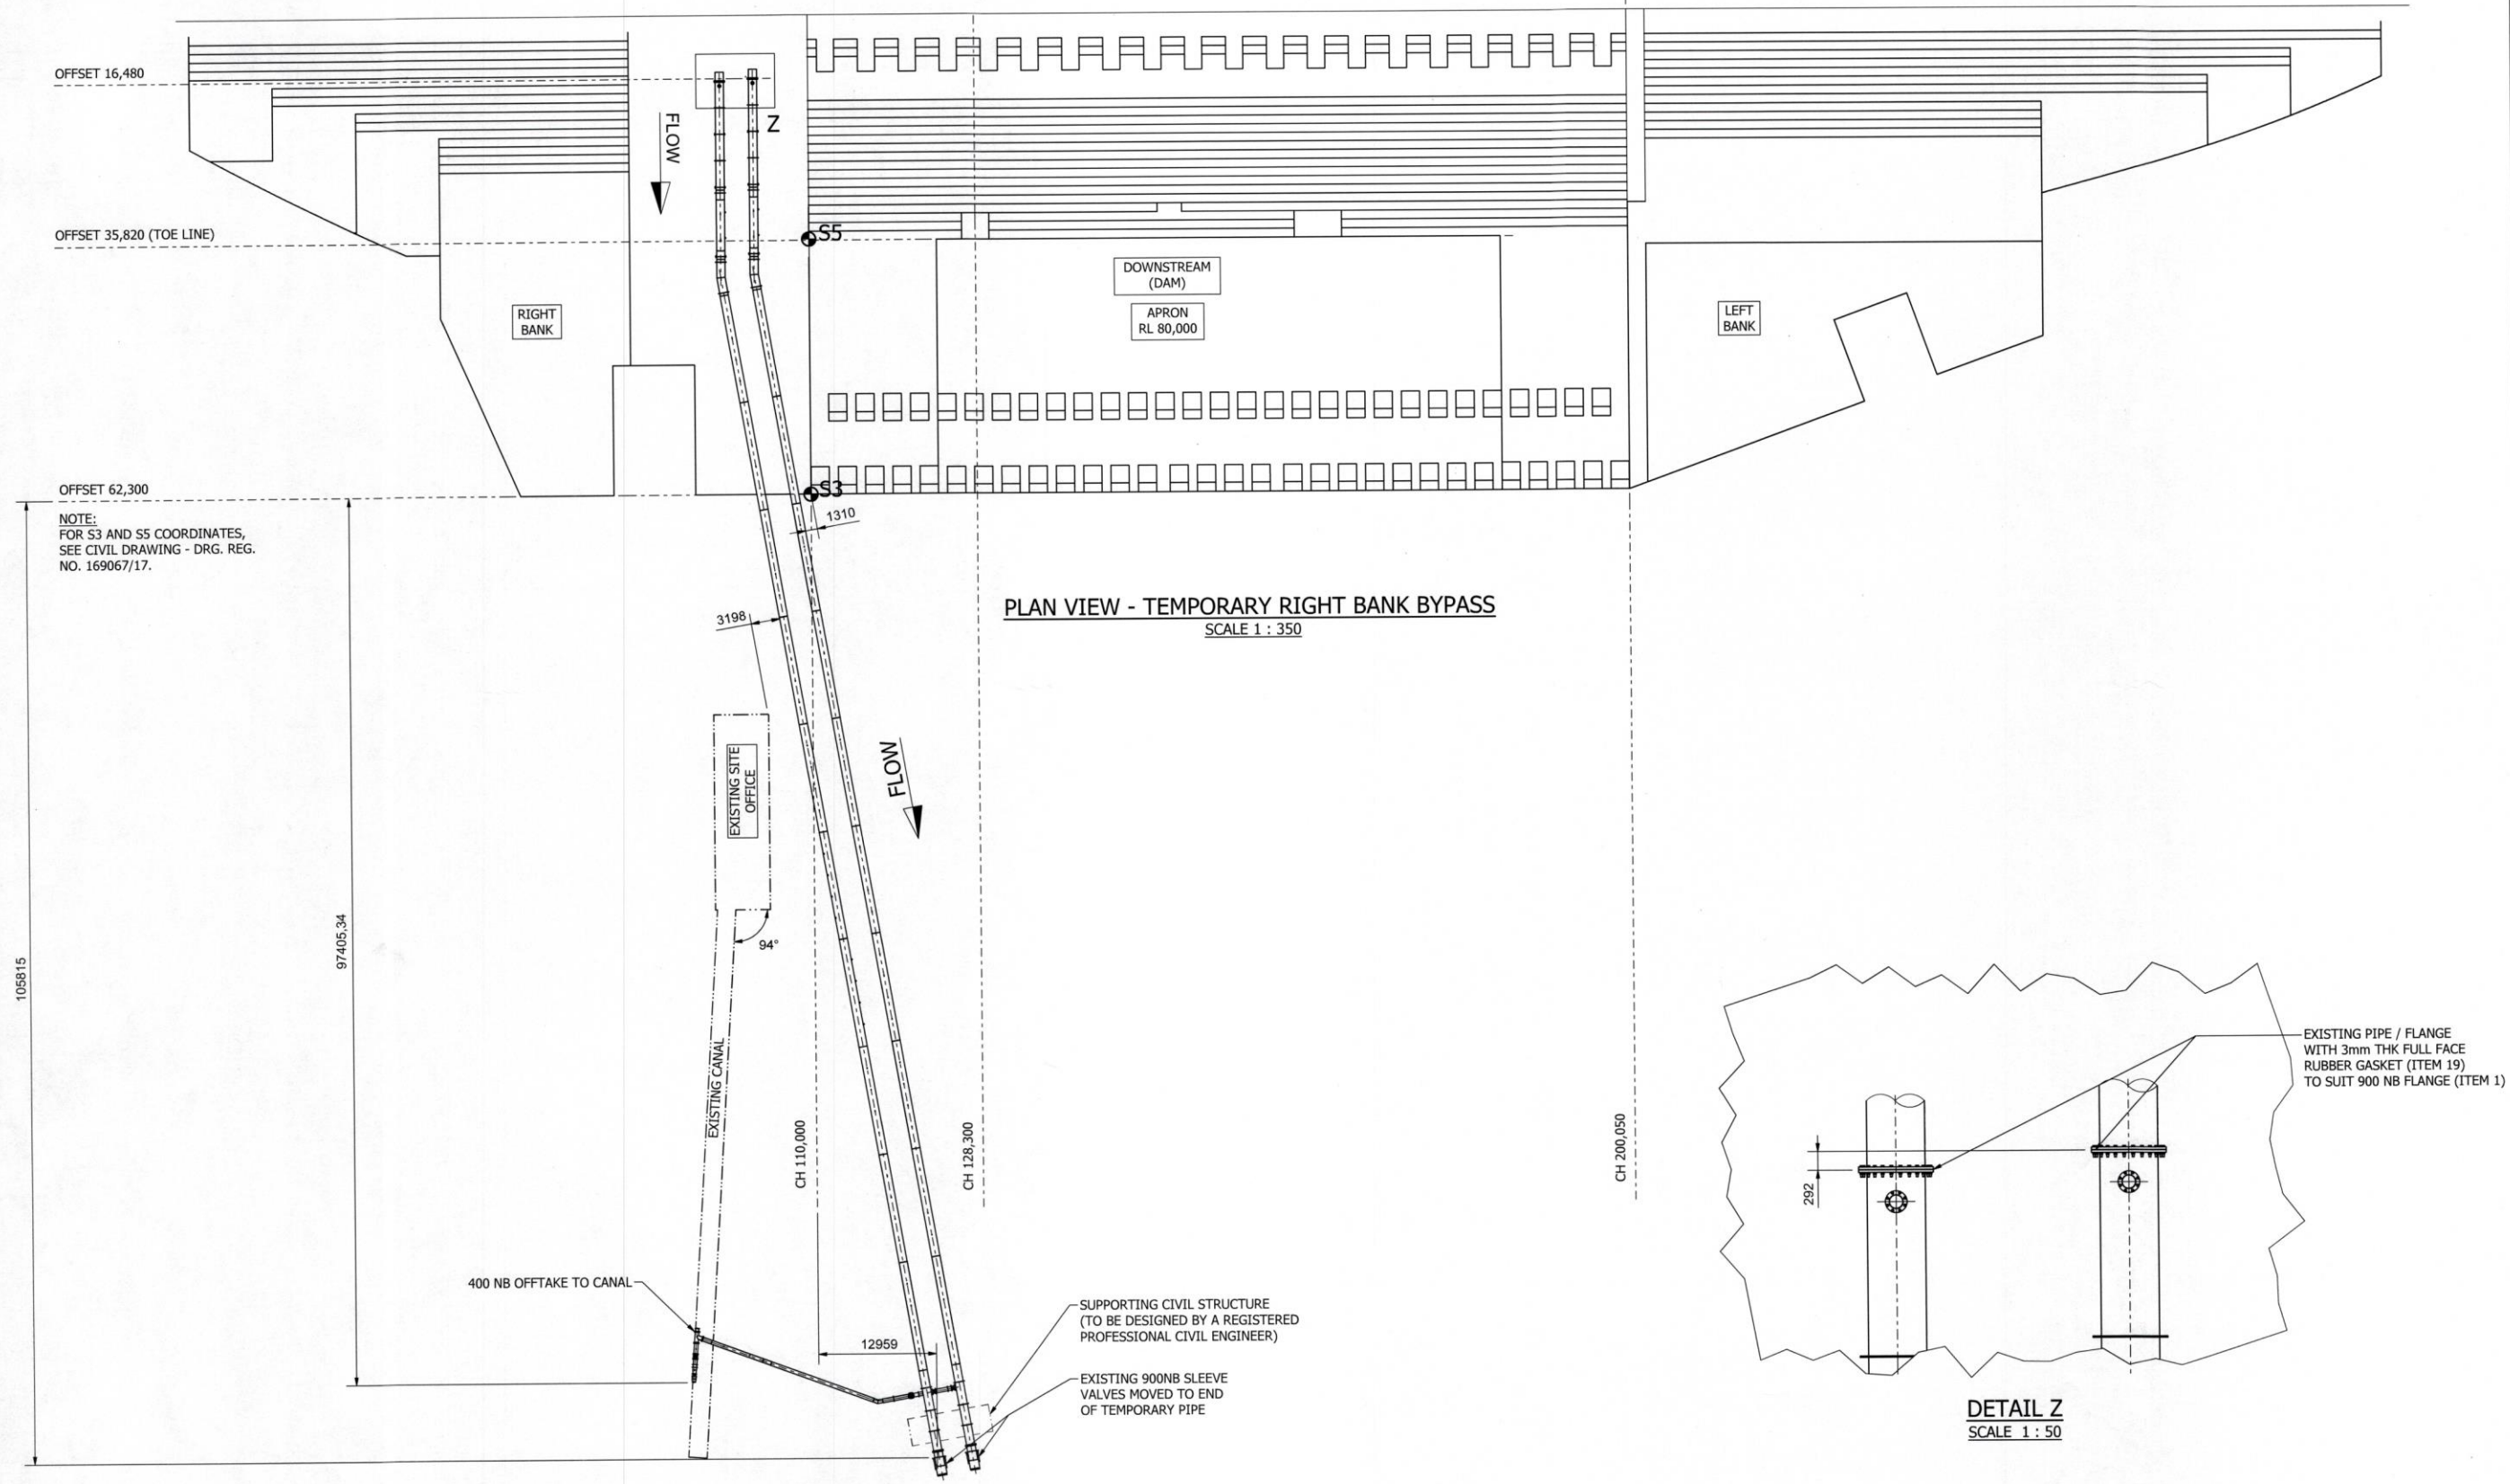 OFFSET 16,480
FLOW
Z
OFFSET 35,820 (TOE LINE)
S5
DOWNSTREAM
(DAM)
APRON
RL 80,000
RIGHT
BANK
LEFT
BANK
OFFSET 62,300
S3
NOTE:
FOR S3 AND S5 COORDINATES,
SEE CIVIL DRAWING - DRG. REG.
NO. 169067/17.
1310
PLAN VIEW - TEMPORARY RIGHT BANK BYPASS
SCALE 1 : 350
3198
EXISTING SITE
OFFICE
FLOW
94°
97405,34
105815
EXISTING CANAL
CH 110,000
CH 128,300
CH 200,050
EXISTING PIPE / FLANGE
WITH 3mm THK FULL FACE
RUBBER GASKET (ITEM 19)
TO SUIT 900 NB FLANGE (ITEM 1)
292
400 NB OFFTAKE TO CANAL
12959
SUPPORTING CIVIL STRUCTURE
(TO BE DESIGNED BY A REGISTERED
PROFESSIONAL CIVIL ENGINEER)
EXISTING 900NB SLEEVE
VALVES MOVED TO END
OF TEMPORARY PIPE
DETAIL Z
SCALE 1 : 50